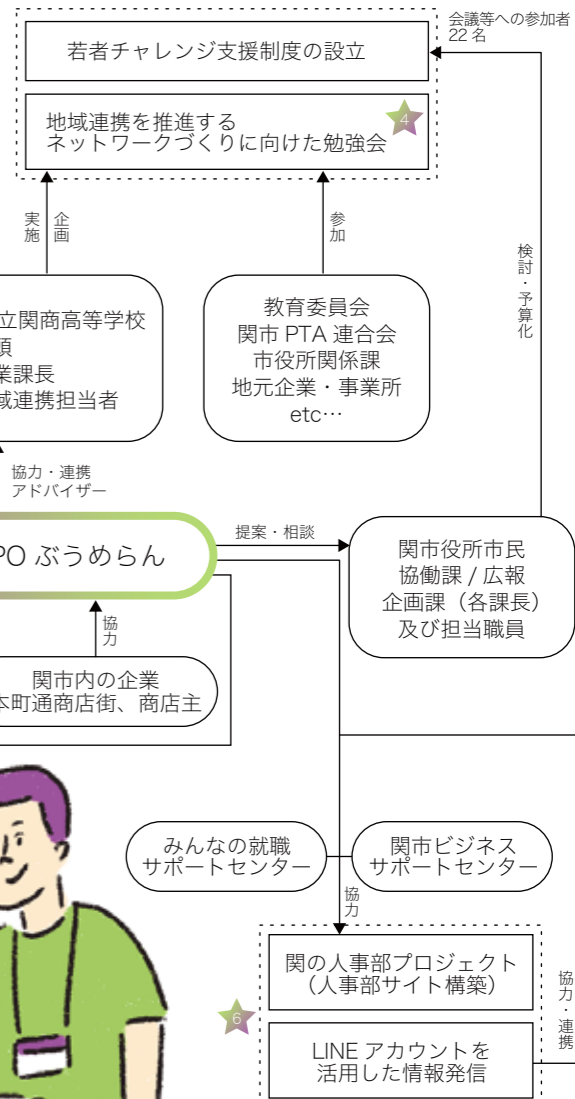 会議等への参加者
22 名
若者チャレンジ支援制度の設立
地域連携を推進する
ネットワークづくりに向けた勉強会
4
実施
企画
参加
検討・予算化
立関商高等学校
頭
業課長
域連携担当者
教育委員会
関市 PTA 連合会
市役所関係課
地元企業・事業所
etc…
協力・連携
アドバイザー
PO ぶうめらん
提案・相談
関市役所市民
協働課 / 広報
企画課（各課長）
及び担当職員
協力
関市内の企業
本町通商店街、商店主
みんなの就職
サポートセンター
関市ビジネス
サポートセンター
協力
関の人事部プロジェクト
（人事部サイト構築）
6
LINE アカウントを
活用した情報発信
協力・連携